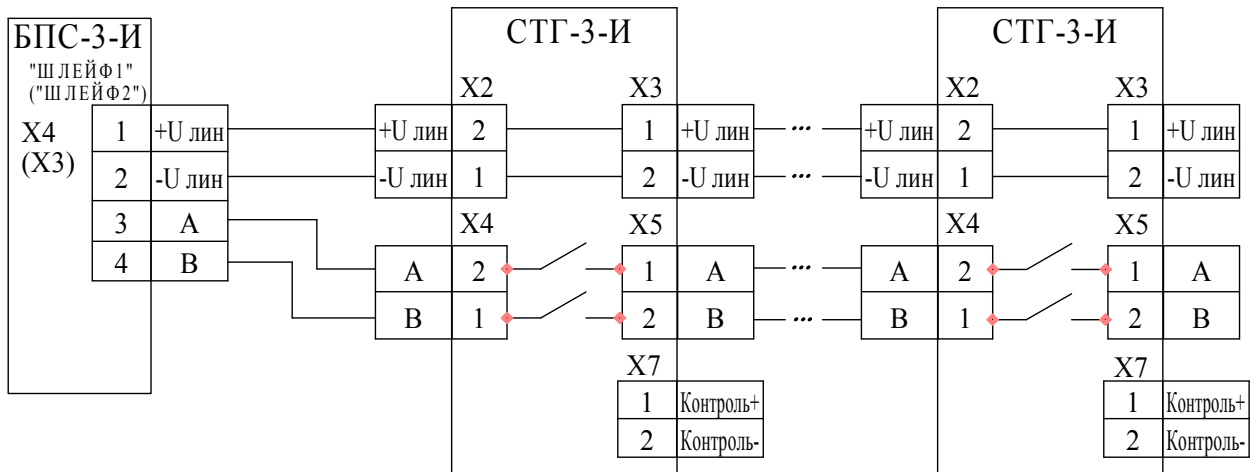 БПС-3-И
"ШЛЕЙФ1"
("ШЛЕЙФ2")
X4
(X3)
1 +U лин
2 -U лин
3 А
4 В
СТГ-3-И
X2 X3
+U лин 2 1 +U лин
-U лин 1 2 -U лин
X4 X5
А 2 1 А
В 1 2 В
X7
1 Контроль+
2 Контроль-
...
...
...
...
СТГ-3-И
X2 X3
+U лин 2 1 +U лин
-U лин 1 2 -U лин
X4 X5
А 2 1 А
В 1 2 В
X7
1 Контроль+
2 Контроль-